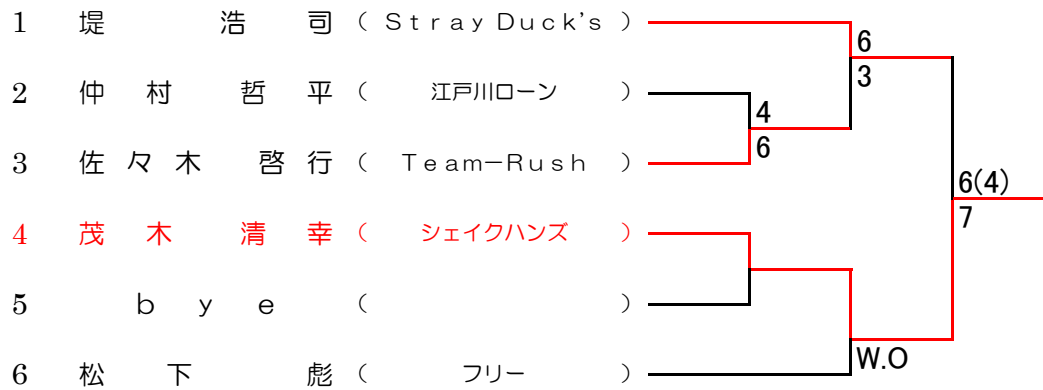 1 堤 浩 司 ( Stray Duck's )
6
3
2 仲 村 哲 平 ( 江戸川ローン )
4
6
3 佐 々 木 啓 行 ( Team−Rush )
6(4)
7
4 茂 木 清 幸 ( シェイクハンズ )
5 b y e ( )
W.O
6 松 下 彪 ( フリー )